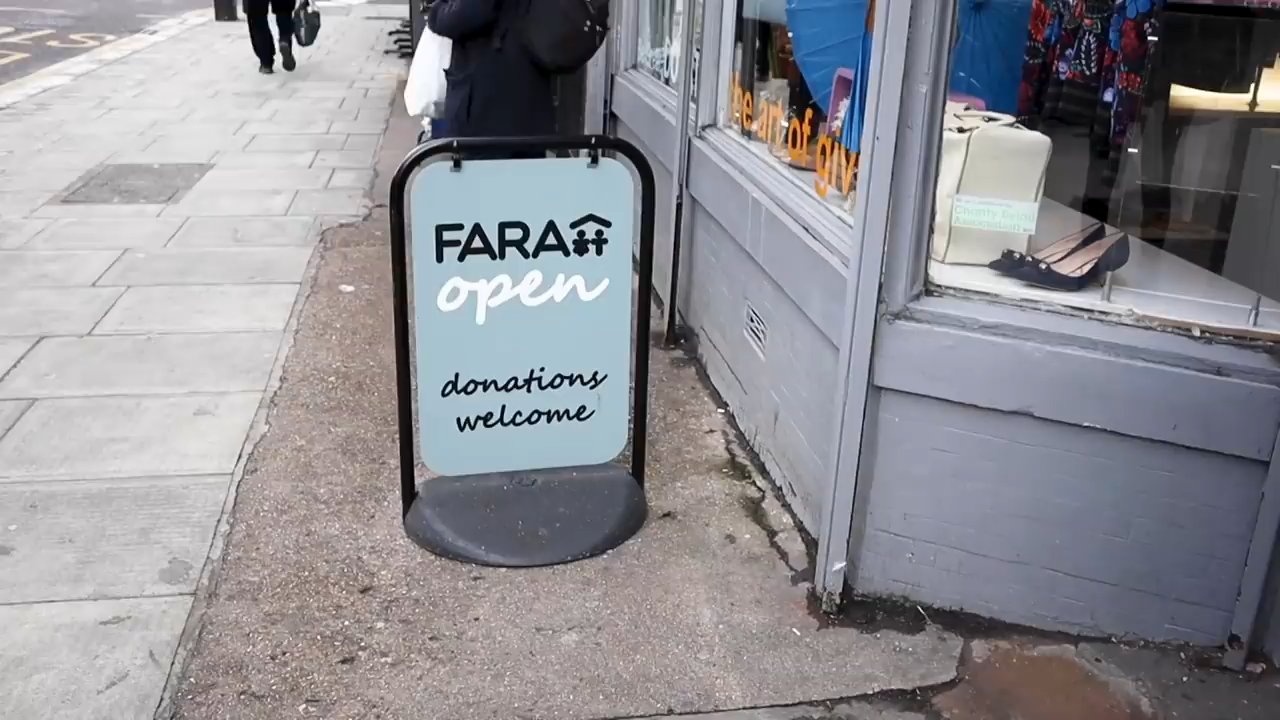 FARA
open
donations
welcome
the art of giv